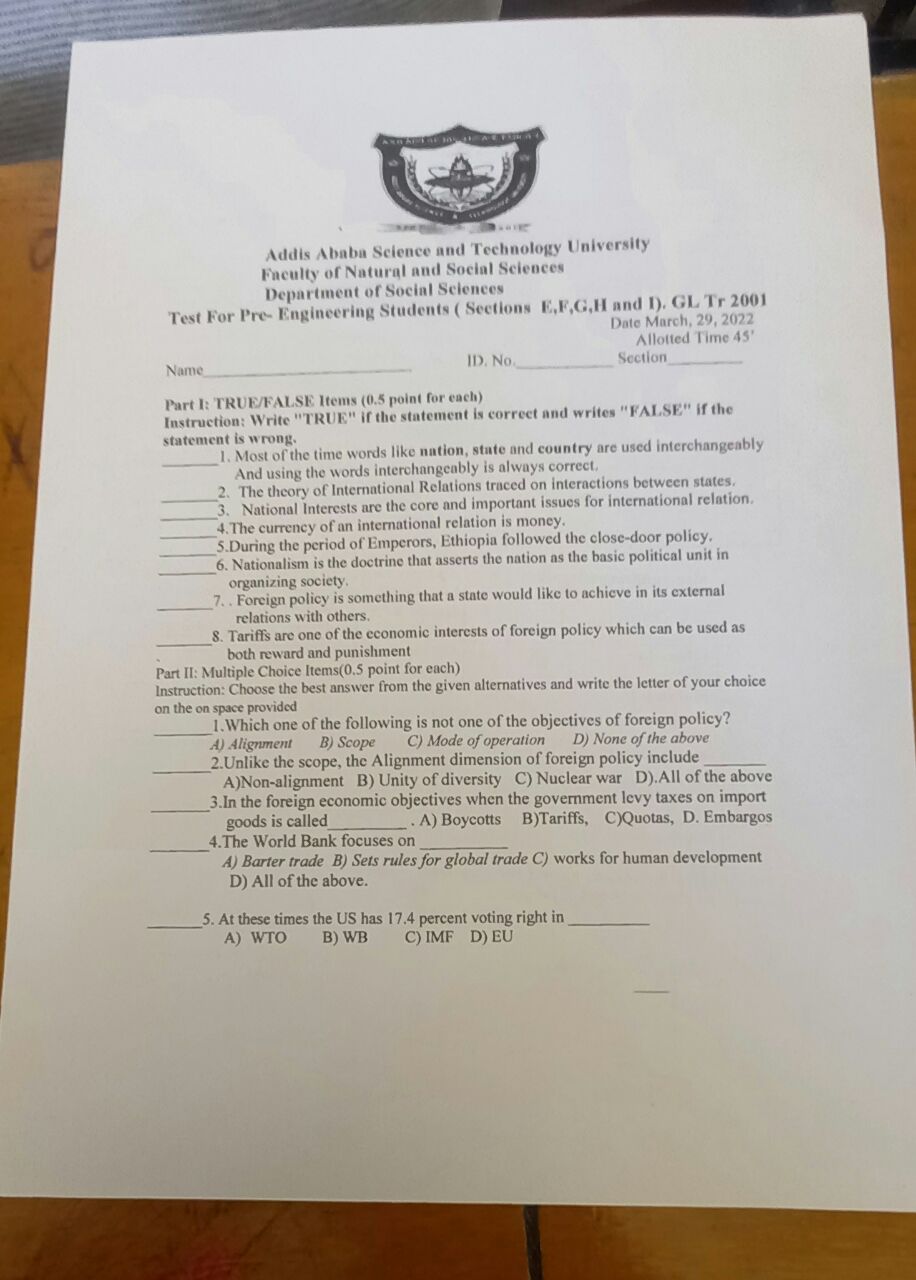 Addis Ababa Science and Technology University
Faculty of Natural and Social Sciences
Department of Social Sciences
Test For Pre- Engineering Students ( Sections E,F,G,H and I). GL Tr 2001
Date March, 29, 2022
Allotted Time 45'
Name_______________ ID. No.__________ Section_________
Part I: TRUE/FALSE Items (0.5 point for each)
Instruction: Write "TRUE" if the statement is correct and writes "FALSE" if the
statement is wrong.
______1. Most of the time words like nation, state and country are used interchangeably
And using the words interchangeably is always correct.
______2. The theory of International Relations traced on interactions between states.
______3. National Interests are the core and important issues for international relation.
______4.The currency of an international relation is money.
______5.During the period of Emperors, Ethiopia followed the close-door policy.
______6. Nationalism is the doctrine that asserts the nation as the basic political unit in
organizing society.
______7. . Foreign policy is something that a state would like to achieve in its external
relations with others.
______8. Tariffs are one of the economic interests of foreign policy which can be used as
both reward and punishment
Part II: Multiple Choice Items(0.5 point for each)
Instruction: Choose the best answer from the given alternatives and write the letter of your choice
on the on space provided
______1.Which one of the following is not one of the objectives of foreign policy?
A) Alignment B) Scope C) Mode of operation D) None of the above
______2.Unlike the scope, the Alignment dimension of foreign policy include _______
A)Non-alignment B) Unity of diversity C) Nuclear war D).All of the above
______3.In the foreign economic objectives when the government levy taxes on import
goods is called_________ . A) Boycotts B)Tariffs, C)Quotas, D. Embargos
______4.The World Bank focuses on __________
A) Barter trade B) Sets rules for global trade C) works for human development
D) All of the above.
______5. At these times the US has 17.4 percent voting right in _________
A) WTO B) WB C) IMF D) EU